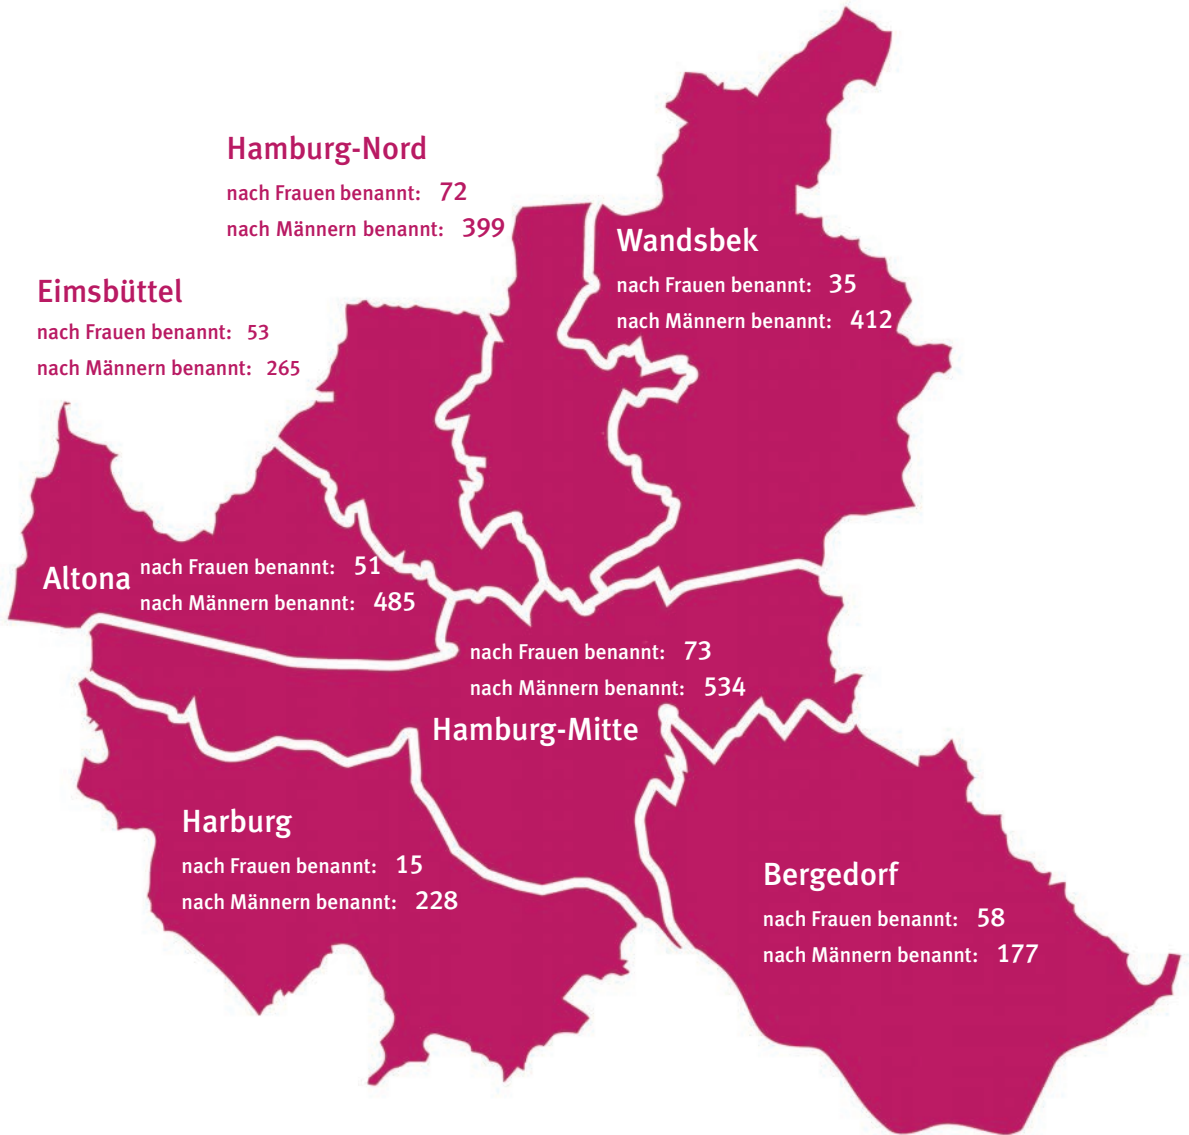 Hamburg-Nord
nach Frauen benannt: 72
nach Männern benannt: 399
Wandsbek
nach Frauen benannt: 35
nach Männern benannt: 412
Eimsbüttel
nach Frauen benannt: 53
nach Männern benannt: 265
Altona
nach Frauen benannt: 51
nach Männern benannt: 485
nach Frauen benannt: 73
nach Männern benannt: 534
Hamburg-Mitte
Harburg
nach Frauen benannt: 15
nach Männern benannt: 228
Bergedorf
nach Frauen benannt: 58
nach Männern benannt: 177